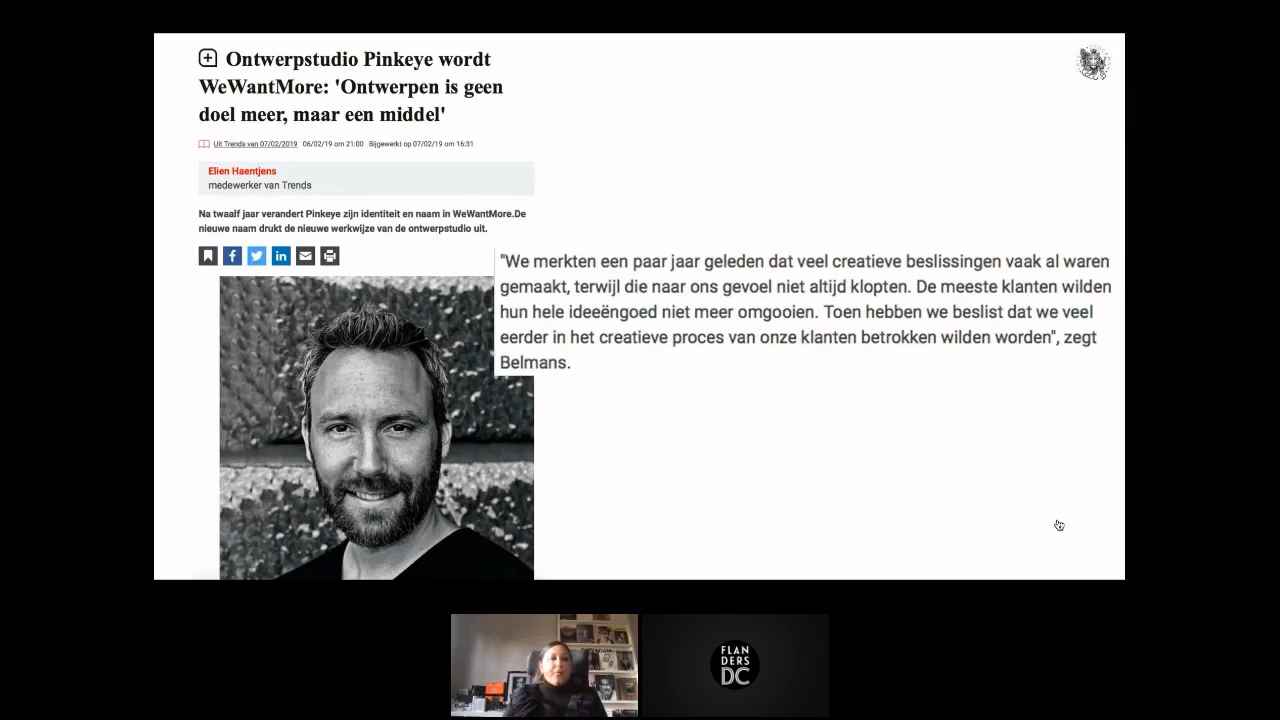 Ontwerpstudio Pinkeye wordt
WeWantMore: 'Ontwerpen is geen
doel meer, maar een middel'
Uit Trends van 07/02/2019 06/02/19 om 21:00 Bijgewerkt op 07/02/19 om 16:31
Elien Haentjens
medewerker van Trends
Na twaalf jaar verandert Pinkeye zijn identiteit en naam in WeWantMore.De
nieuwe naam drukt de nieuwe werkwijze van de ontwerpstudio uit.
"We merkten een paar jaar geleden dat veel creatieve beslissingen vaak al waren
gemaakt, terwijl die naar ons gevoel niet altijd klopten. De meeste klanten wilden
hun hele ideeëngoed niet meer omgooien. Toen hebben we beslist dat we veel
eerder in het creatieve proces van onze klanten betrokken wilden worden", zegt
Belmans.
FLAN
DERS
DC